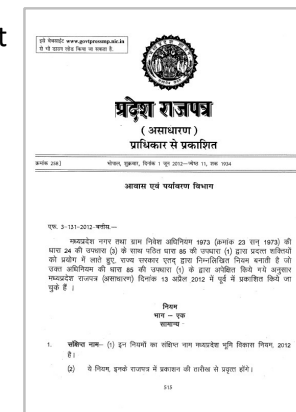 t
इसे वेबसाईट www.govtpressmp.nic.in
से भी डाउन लोड किया जा सकता है.
प्रदेश राजपत्र
( असाधारण )
प्राधिकार से प्रकाशित
क्रमांक 258]
भोपाल, शुक्रवार, दिनांक 1 जून 2012—ज्येष्ठ 11, शक 1934
आवास एवं पर्यावरण विभाग
एफ. 3-131-2012-बत्तीस.—
मध्यप्रदेश नगर तथा ग्राम निवेश अधिनियम 1973 (क्रमांक 23 सन् 1973) की
धारा 24 की उपधारा (3) के साथ पठित धारा 85 की उपधारा (1) द्वारा प्रदत्त शक्तियों
को प्रयोग में लाते हुए, राज्य सरकार एतद् द्वारा निम्नलिखित नियम बनाती है जो
उक्त अधिनियम की धारा 85 की उपधारा (1) के द्वारा अपेक्षित किये गये अनुसार
मध्यप्रदेश राजपत्र (असाधारण) दिनांक 13 अप्रैल 2012 में पूर्व में प्रकाशित किये जा
चुके हैं ।
नियम
भाग – एक
सामान्य
1. संक्षिप्त नाम– (1) इन नियमों का संक्षिप्त नाम मध्यप्रदेश भूमि विकास नियम, 2012
है।
(2) ये नियम, इनके राजपत्र में प्रकाशन की तारीख से प्रवृत्त होंगे।
515